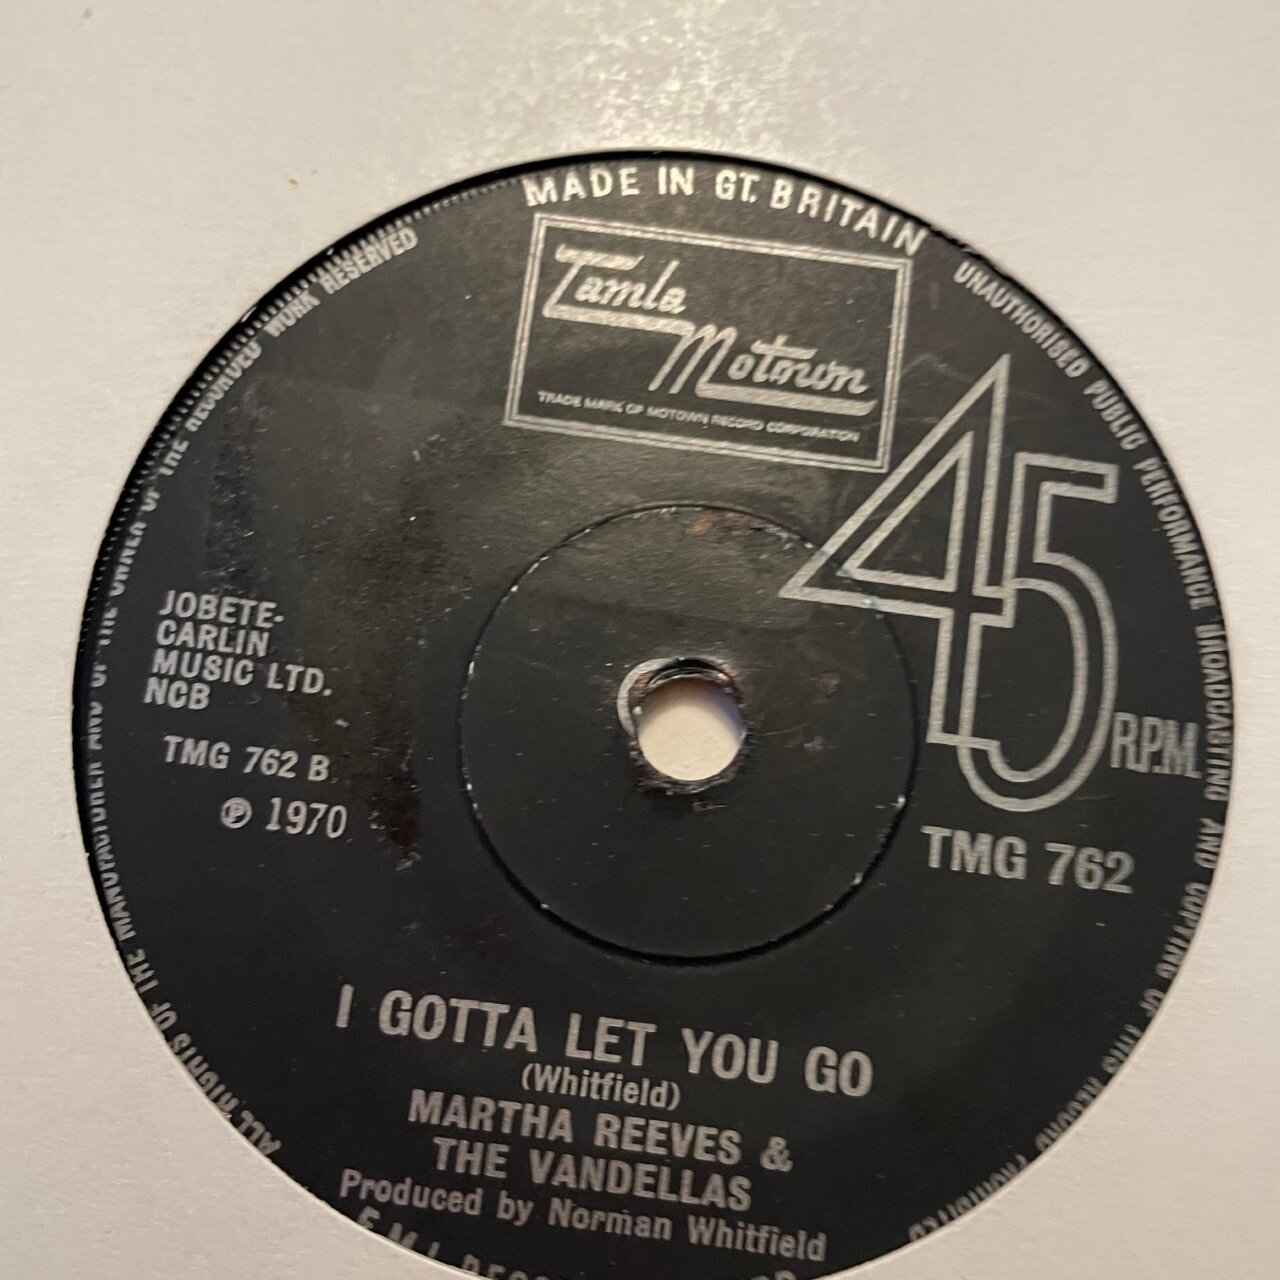 MADE IN GT. BRITAIN
Tamla
Motown
TRADE MARK OF MOTOWN RECORD CORPORATION
UNAUTHORISED PUBLIC PERFORMANCE BROADCASTING AND COPYING OF THIS RECORD PROHIBITED
ALL RIGHTS OF THE MANUFACTURER AND OF THE OWNER OF THE RECORDED WORK RESERVED
45 R.P.M.
JOBETE-
CARLIN
MUSIC LTD.
NCB
TMG 762 B
℗ 1970
TMG 762
I GOTTA LET YOU GO
(Whitfield)
MARTHA REEVES &
THE VANDELLAS
Produced by Norman Whitfield
E.M.I.